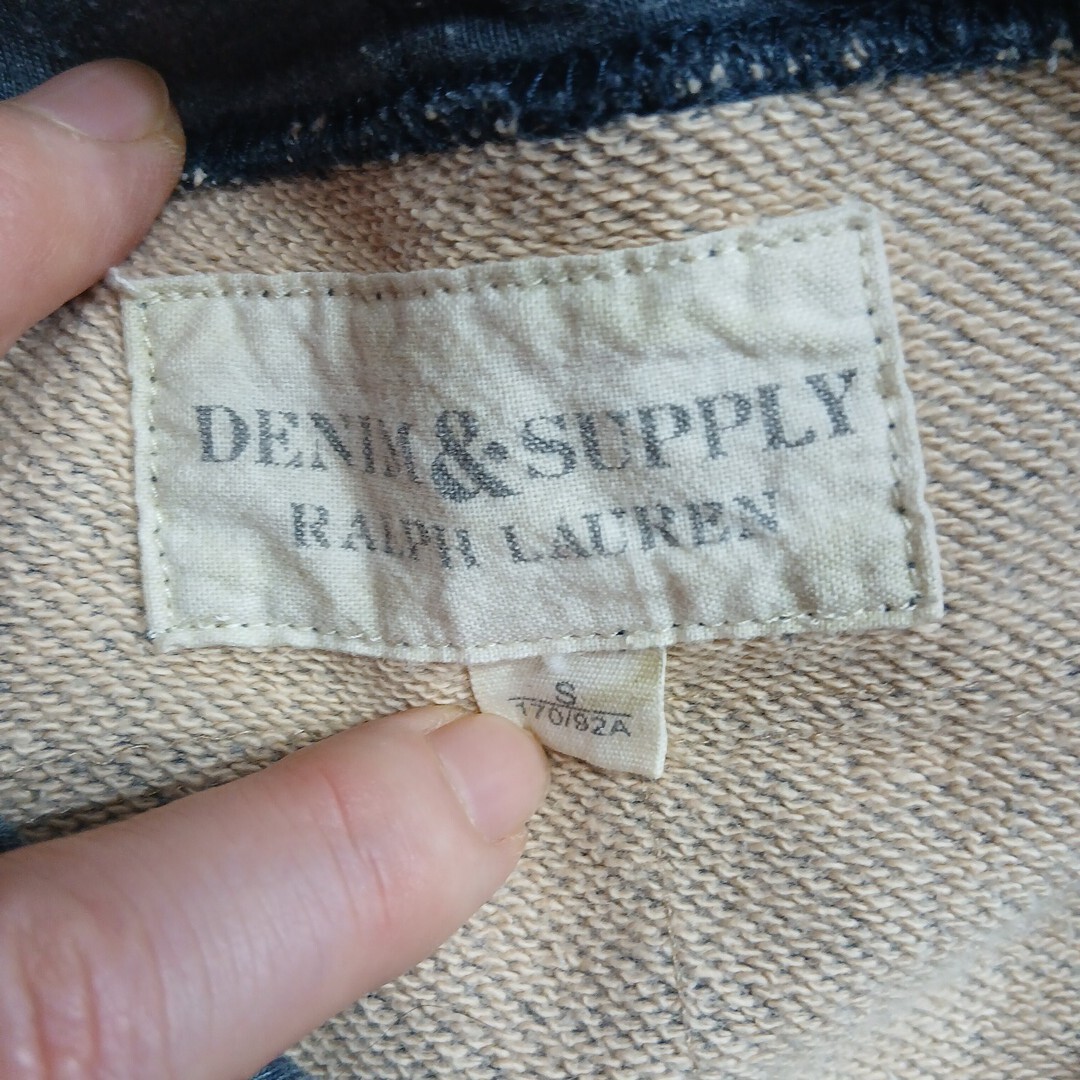 DENIM & SUPPLY
RALPH LAUREN
S
170/92A